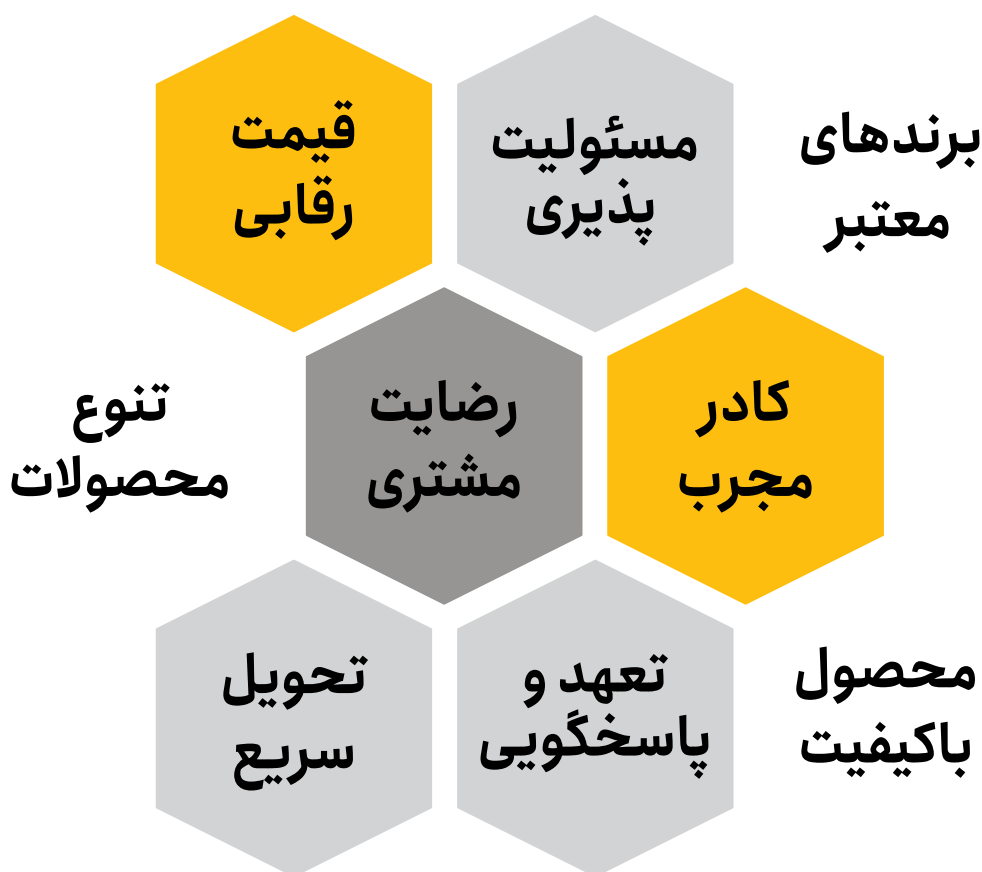 برندهای
معتبر
مسئولیت
پذیری
قیمت
رقابی
کادر
مجرب
رضایت
مشتری
تنوع
محصولات
محصول
باکیفیت
تعهد و
پاسخگویی
تحویل
سریع